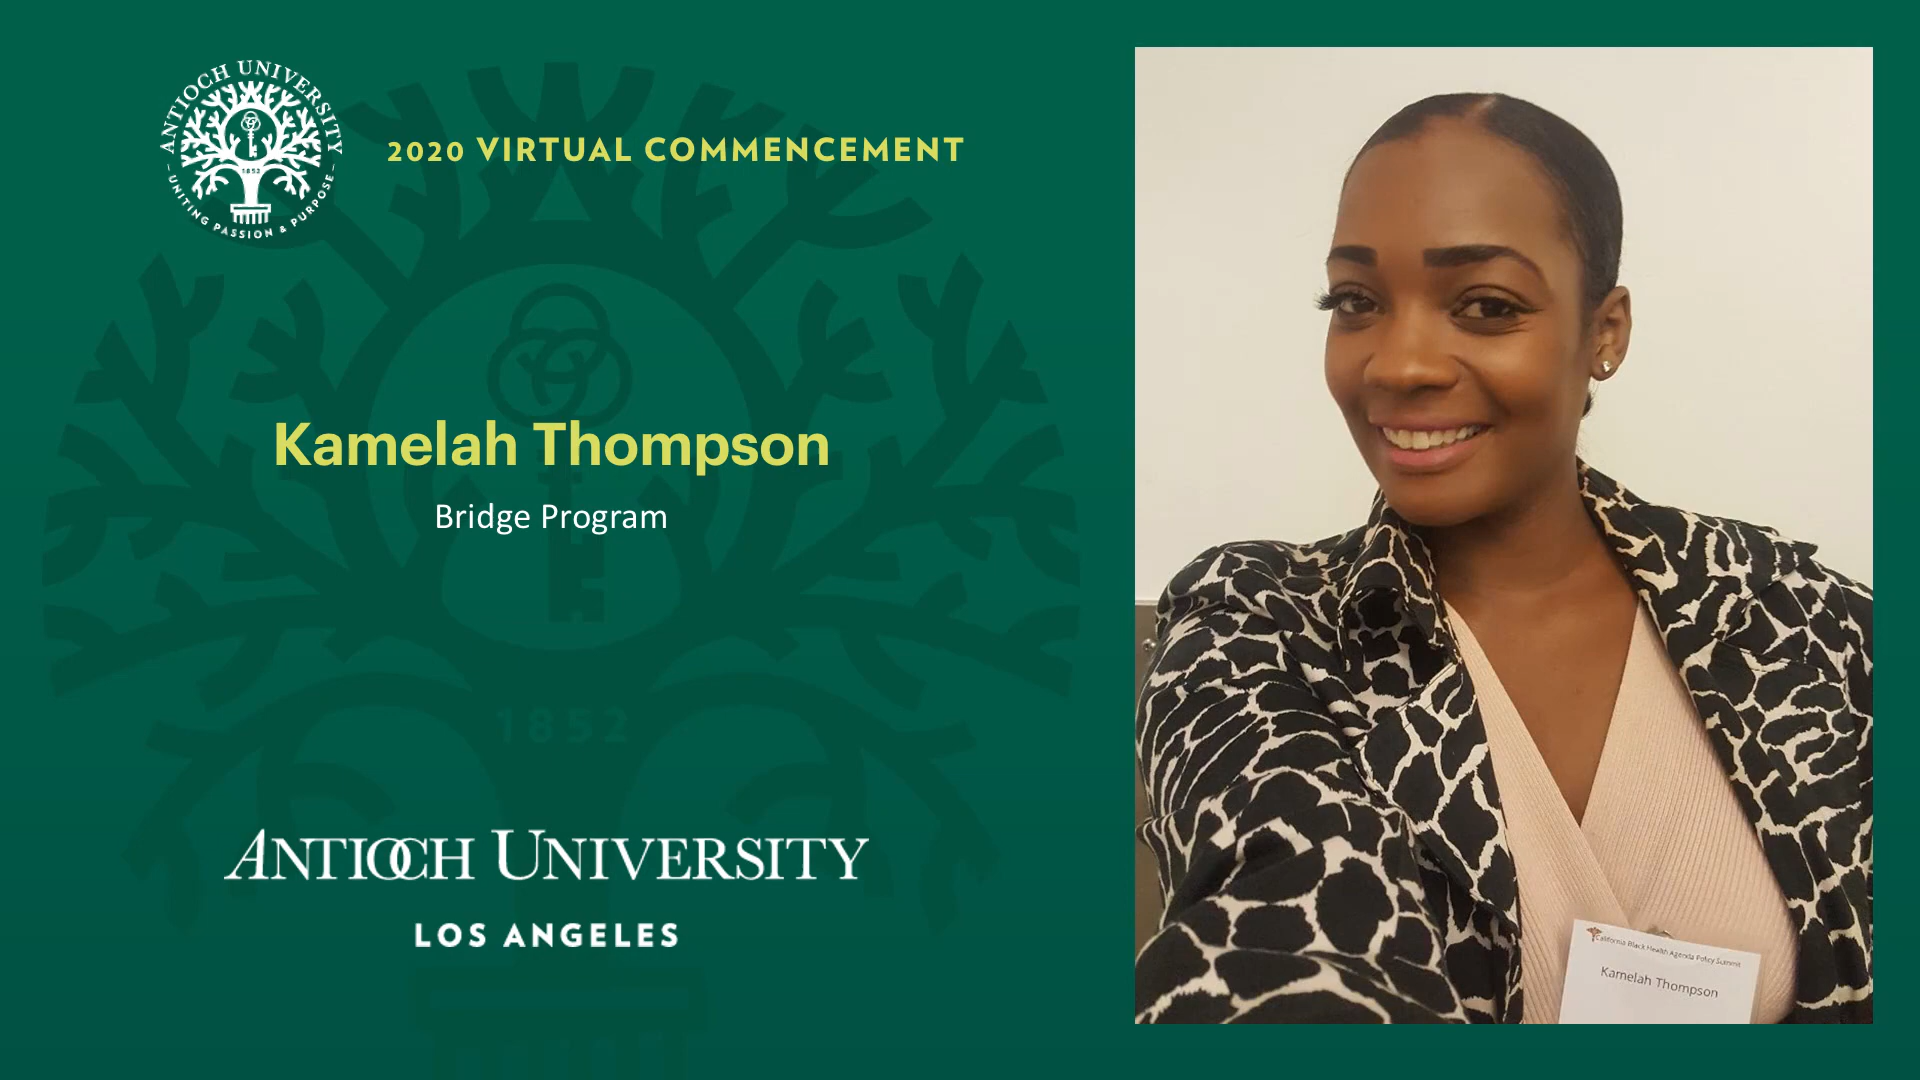 ANTIOCH UNIVERSITY
1852
UNITING PASSION & PURPOSE
2020 VIRTUAL COMMENCEMENT
Kamelah Thompson
Bridge Program
1852
ANTIOCH UNIVERSITY
LOS ANGELES
California Black Health Agenda Policy Summit
Kamelah Thompson